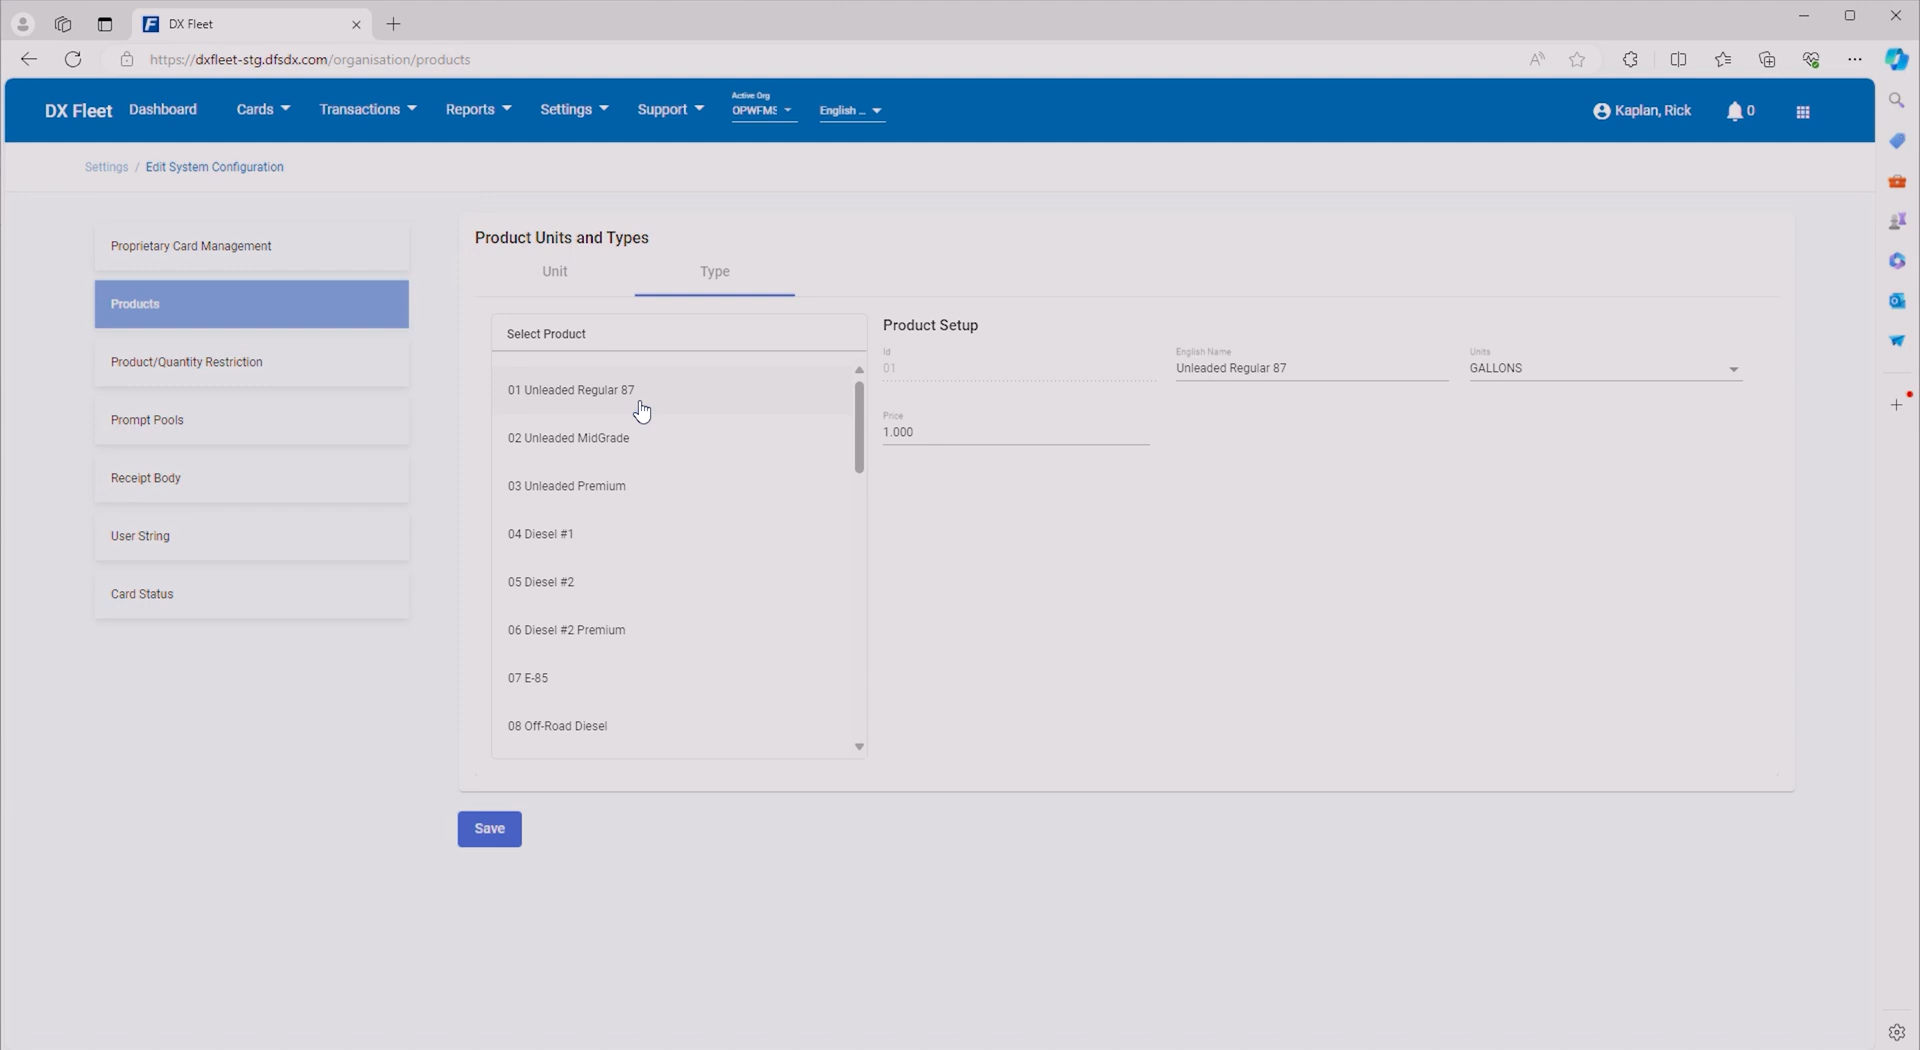 DX Fleet
https://dxfleet-stg.dfsdx.com/organisation/products
DX Fleet Dashboard Cards Transactions Reports Settings Support Active Org OPWFMS English ... Kaplan, Rick 0
Settings / Edit System Configuration
Proprietary Card Management
Products
Product/Quantity Restriction
Prompt Pools
Receipt Body
User String
Card Status
Product Units and Types
Unit Type
Select Product
01 Unleaded Regular 87
02 Unleaded MidGrade
03 Unleaded Premium
04 Diesel #1
05 Diesel #2
06 Diesel #2 Premium
07 E-85
08 Off-Road Diesel
Product Setup
Id English Name Units
01 Unleaded Regular 87 GALLONS
Price
1.000
Save